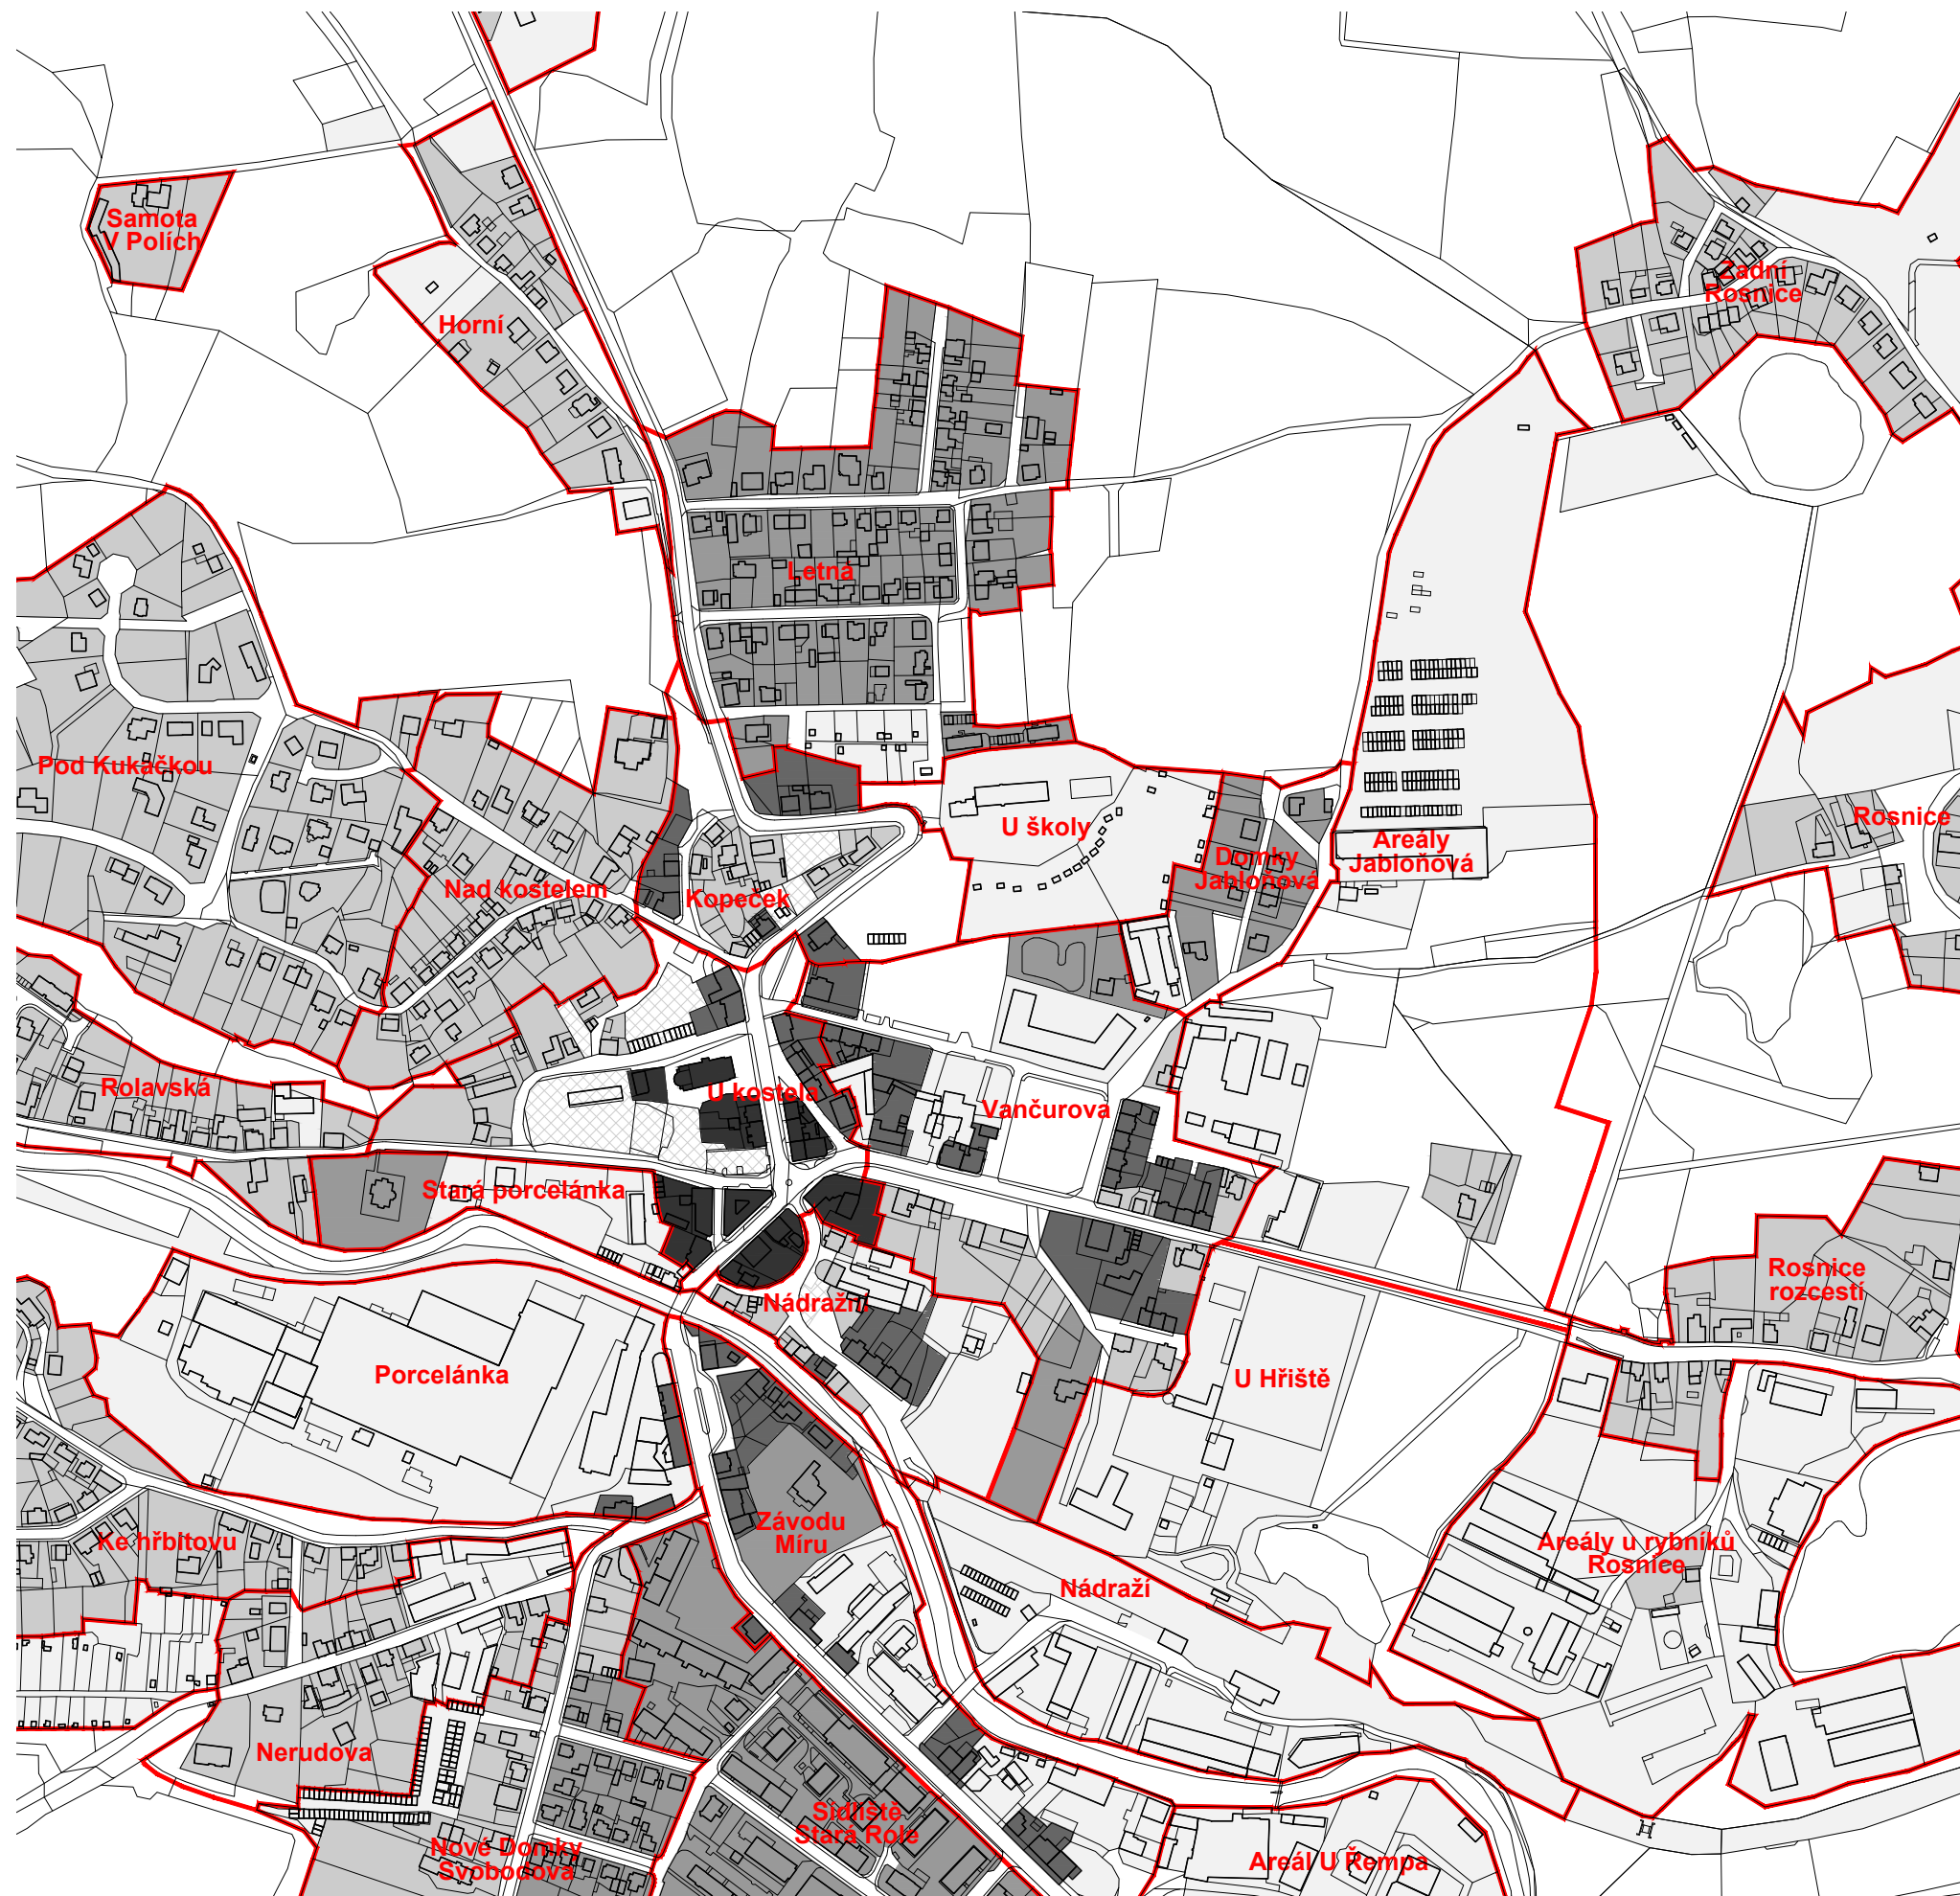 Samota
V Polích
Zadní
Rosnice
Horní
Letná
Pod Kukačkou
Rosnice
U školy
Areály
Jabloňová
Domky
Jabloňová
Nad kostelem
Kopeček
Rolavská
U kostela
Vančurova
Stará porcelánka
Rosnice
rozcestí
Nádražní
Porcelánka
U Hřiště
Závodu
Míru
Ke hřbitovu
Areály u rybníků
Rosnice
Nádraží
Nerudova
Sídliště
Stará Role
Nové Domky
Svobodova
Areál U Řempa